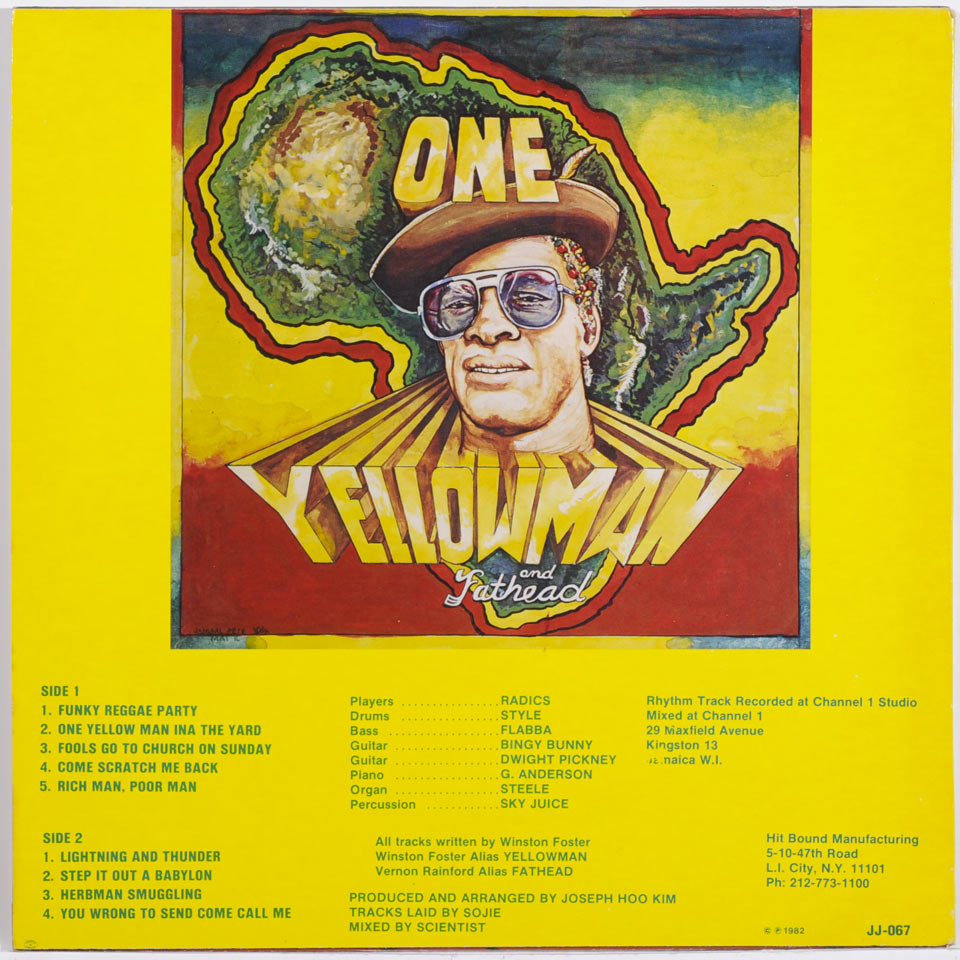 ONE
YELLOWMAN
and
Fathead
SIDE 1
1. FUNKY REGGAE PARTY
2. ONE YELLOW MAN INA THE YARD
3. FOOLS GO TO CHURCH ON SUNDAY
4. COME SCRATCH ME BACK
5. RICH MAN, POOR MAN
SIDE 2
1. LIGHTNING AND THUNDER
2. STEP IT OUT A BABYLON
3. HERBMAN SMUGGLING
4. YOU WRONG TO SEND COME CALL ME
Players .................. RADICS
Drums .................. STYLE
Bass .................. FLABBA
Guitar .................. BINGY BUNNY
Guitar .................. DWIGHT PICKNEY
Piano .................. G. ANDERSON
Organ .................. STEELE
Percussion ............ SKY JUICE
All tracks written by Winston Foster
Winston Foster Alias YELLOWMAN
Vernon Rainford Alias FATHEAD
PRODUCED AND ARRANGED BY JOSEPH HOO KIM
TRACKS LAID BY SOJIE
MIXED BY SCIENTIST
Rhythm Track Recorded at Channel 1 Studio
Mixed at Channel 1
29 Maxfield Avenue
Kingston 13
W.I.
Hit Bound Manufacturing
5-10-47th Road
L.I. City, N.Y. 11101
Ph: 212-773-1100
© ℗ 1982
JJ-067